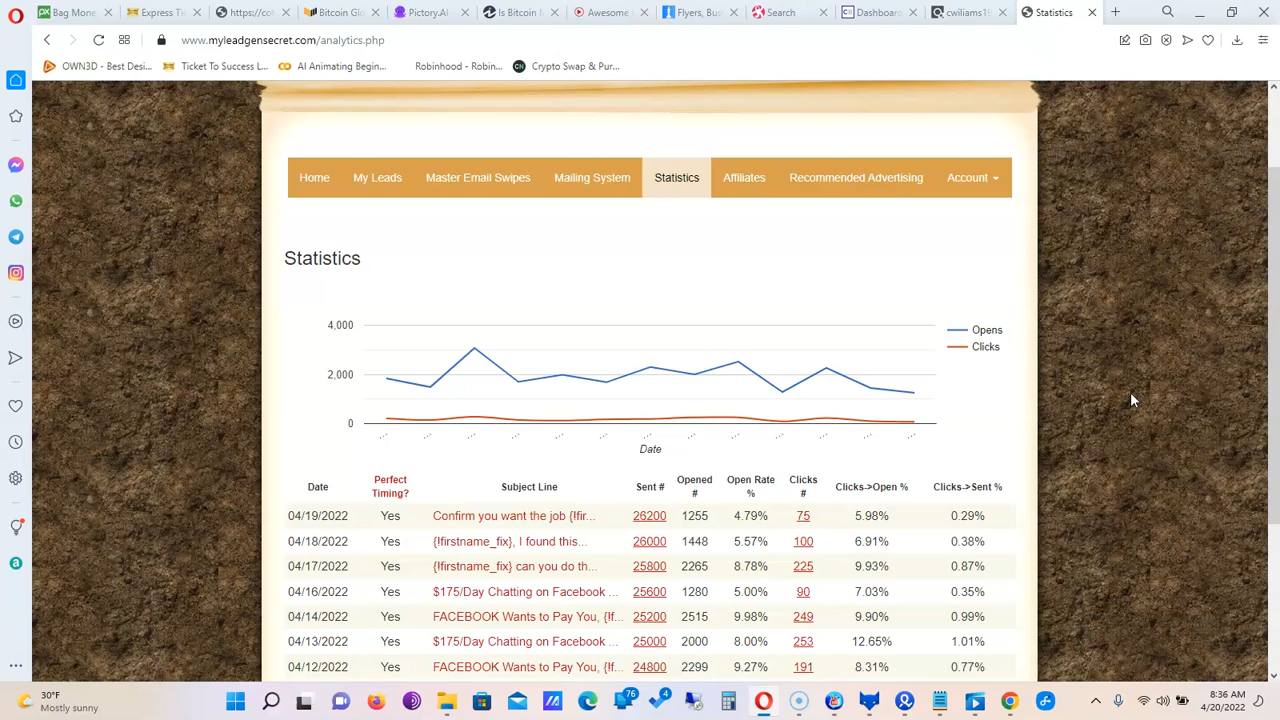 Bag Mone
Express Tic
https://cot
Bitcoin Glo
Pictory.AI
Is Bitcoin M
Awesome
Flyers, Bus
Search
Dashboard
cwiliams19
Statistics
www.myleadgensecret.com/analytics.php
OWN3D - Best Desi...
Ticket To Success L...
AI Animating Begin...
Robinhood - Robin...
Crypto Swap & Pur...
Home My Leads Master Email Swipes Mailing System Statistics Affiliates Recommended Advertising Account
Statistics
4,000
2,000
0
Opens
Clicks
Date
Date Perfect Timing? Subject Line Sent # Opened # Open Rate % Clicks # Clicks->Open % Clicks->Sent %
04/19/2022 Yes Confirm you want the job {!fir... 26200 1255 4.79% 75 5.98% 0.29%
04/18/2022 Yes {!firstname_fix}, I found this... 26000 1448 5.57% 100 6.91% 0.38%
04/17/2022 Yes {!firstname_fix} can you do th... 25800 2265 8.78% 225 9.93% 0.87%
04/16/2022 Yes $175/Day Chatting on Facebook ... 25600 1280 5.00% 90 7.03% 0.35%
04/14/2022 Yes FACEBOOK Wants to Pay You, {!f... 25200 2515 9.98% 249 9.90% 0.99%
04/13/2022 Yes $175/Day Chatting on Facebook ... 25000 2000 8.00% 253 12.65% 1.01%
04/12/2022 Yes FACEBOOK Wants to Pay You, {!f... 24800 2299 9.27% 191 8.31% 0.77%
30°F
Mostly sunny
76
4
8:36 AM
4/20/2022